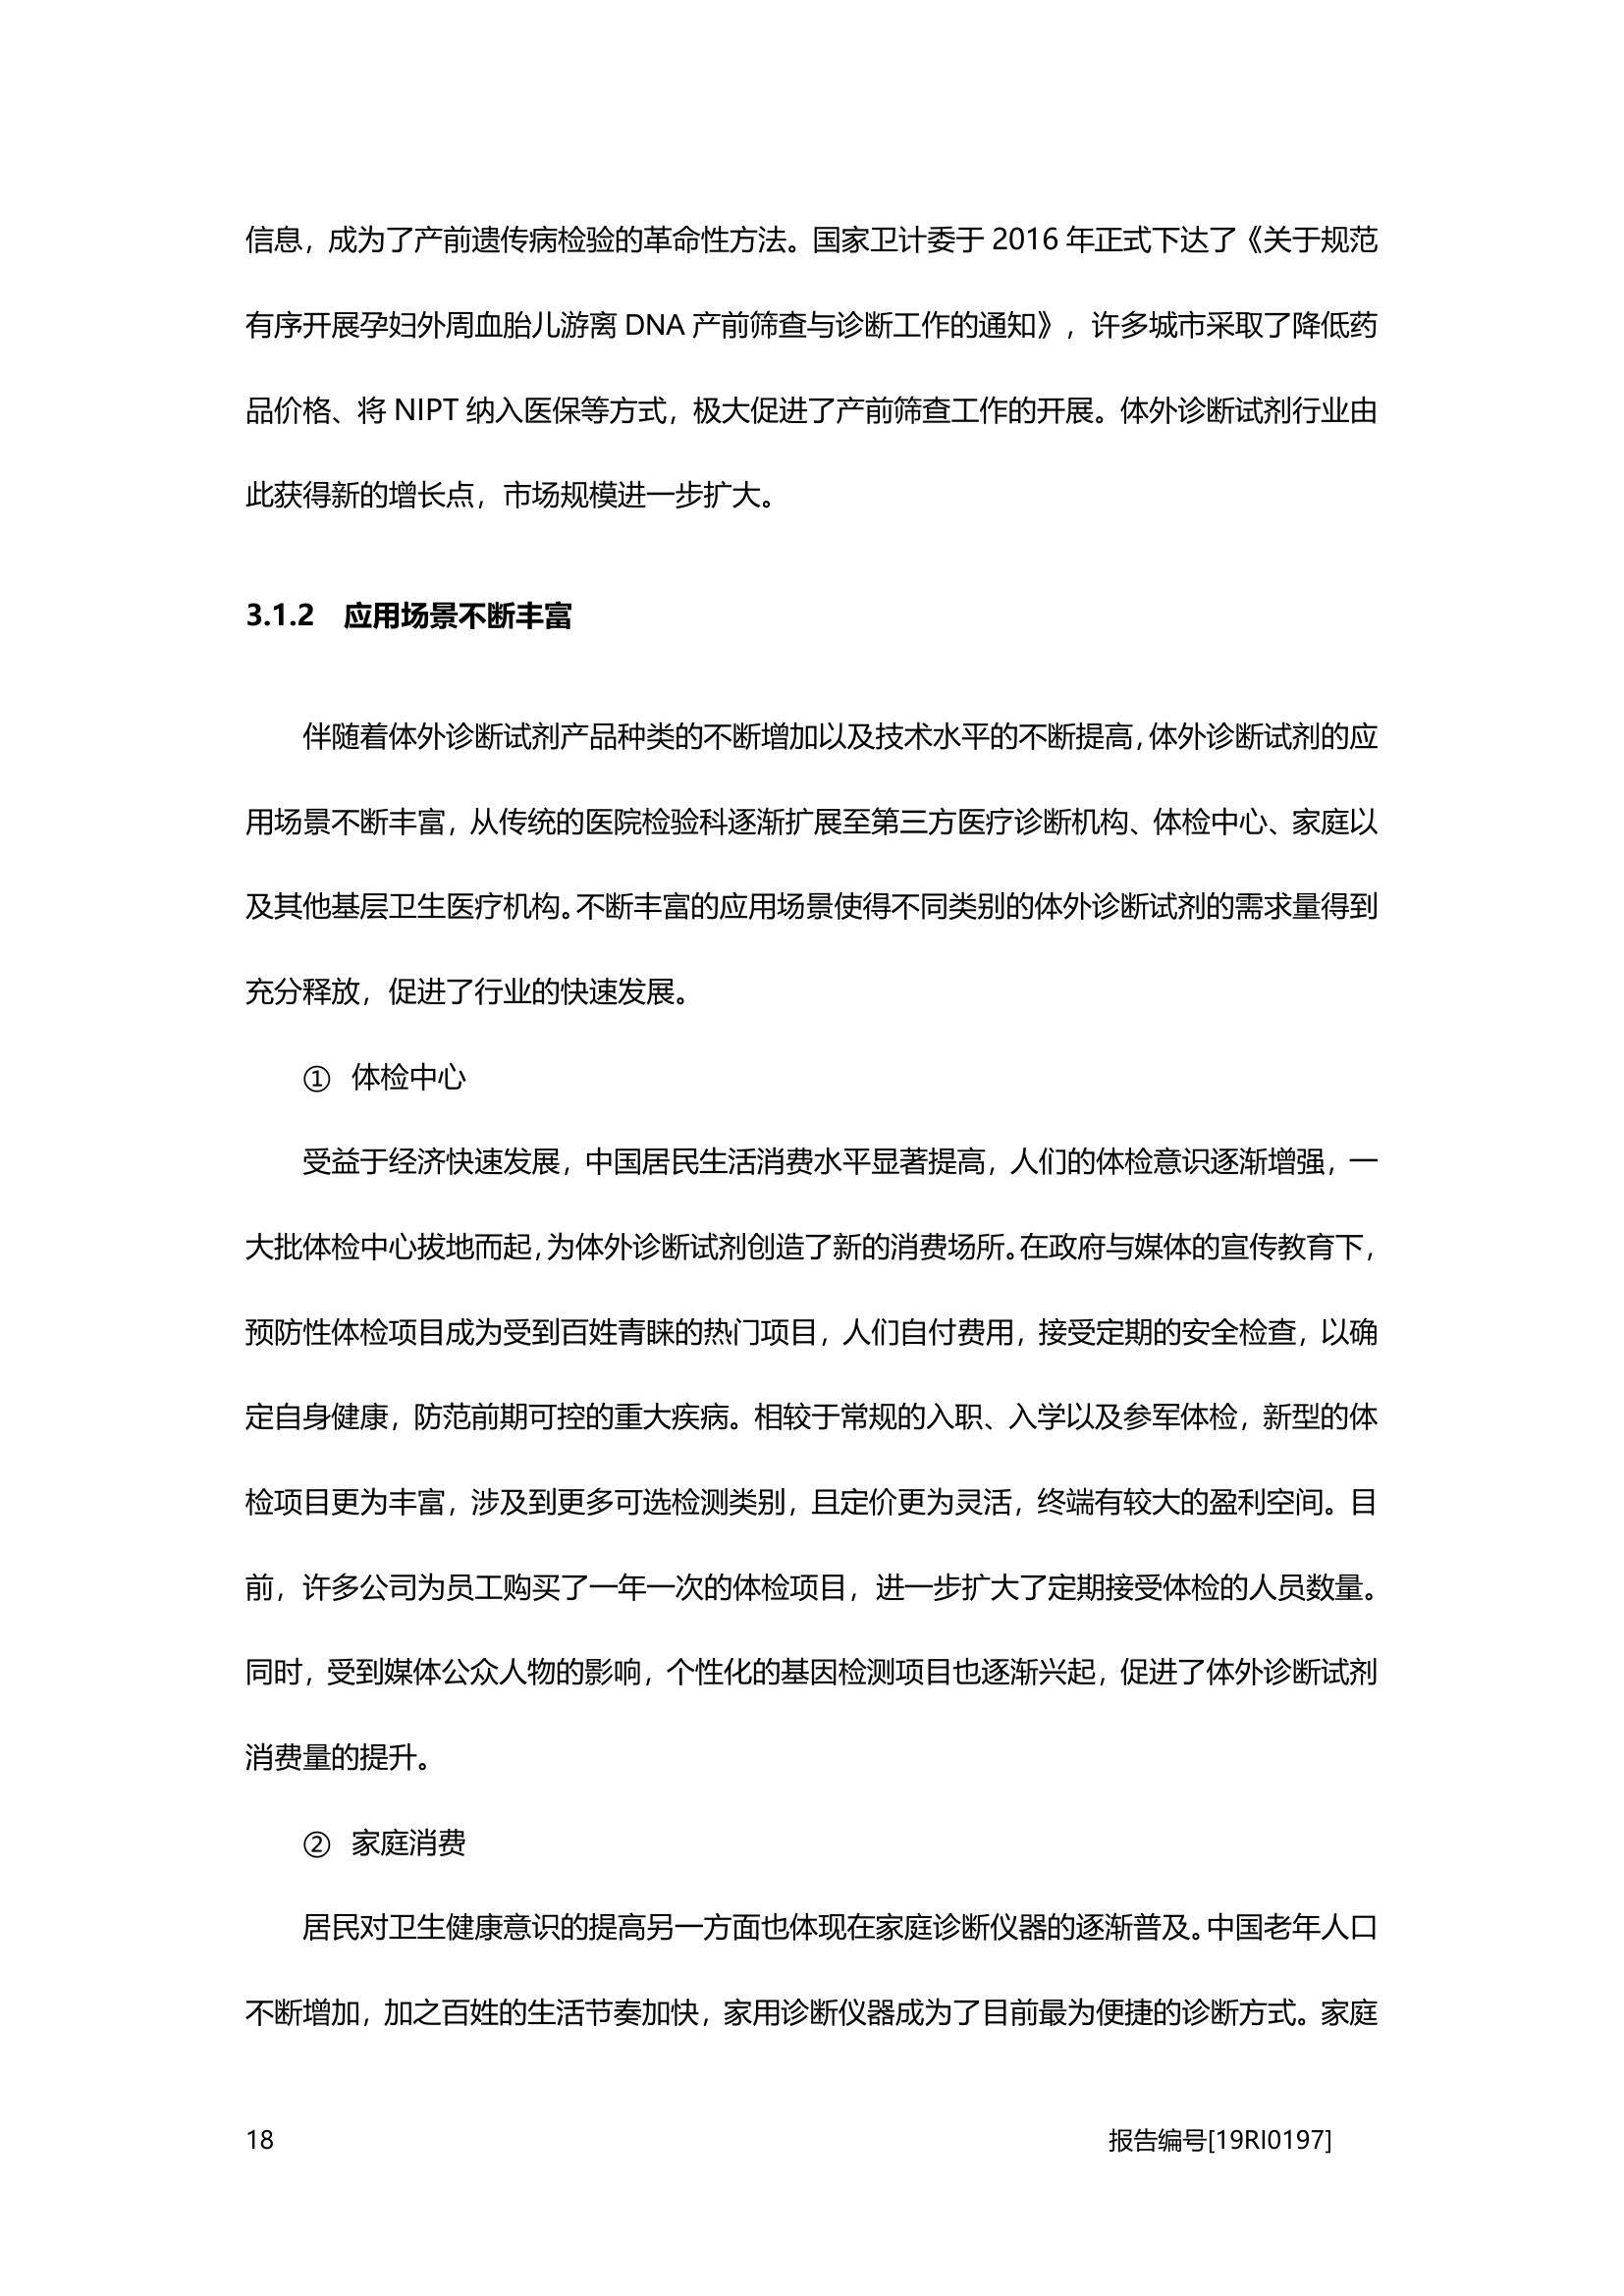 信息，成为了产前遗传病检验的革命性方法。国家卫计委于 2016 年正式下达了《关于规范
有序开展孕妇外周血胎儿游离 DNA 产前筛查与诊断工作的通知》，许多城市采取了降低药
品价格、将 NIPT 纳入医保等方式，极大促进了产前筛查工作的开展。体外诊断试剂行业由
此获得新的增长点，市场规模进一步扩大。
3.1.2 应用场景不断丰富
伴随着体外诊断试剂产品种类的不断增加以及技术水平的不断提高，体外诊断试剂的应
用场景不断丰富，从传统的医院检验科逐渐扩展至第三方医疗诊断机构、体检中心、家庭以
及其他基层卫生医疗机构。不断丰富的应用场景使得不同类别的体外诊断试剂的需求量得到
充分释放，促进了行业的快速发展。
① 体检中心
受益于经济快速发展，中国居民生活消费水平显著提高，人们的体检意识逐渐增强，一
大批体检中心拔地而起，为体外诊断试剂创造了新的消费场所。在政府与媒体的宣传教育下，
预防性体检项目成为受到百姓青睐的热门项目，人们自付费用，接受定期的安全检查，以确
定自身健康，防范前期可控的重大疾病。相较于常规的入职、入学以及参军体检，新型的体
检项目更为丰富，涉及到更多可选检测类别，且定价更为灵活，终端有较大的盈利空间。目
前，许多公司为员工购买了一年一次的体检项目，进一步扩大了定期接受体检的人员数量。
同时，受到媒体公众人物的影响，个性化的基因检测项目也逐渐兴起，促进了体外诊断试剂
消费量的提升。
② 家庭消费
居民对卫生健康意识的提高另一方面也体现在家庭诊断仪器的逐渐普及。中国老年人口
不断增加，加之百姓的生活节奏加快，家用诊断仪器成为了目前最为便捷的诊断方式。家庭
18 报告编号[19RI0197]